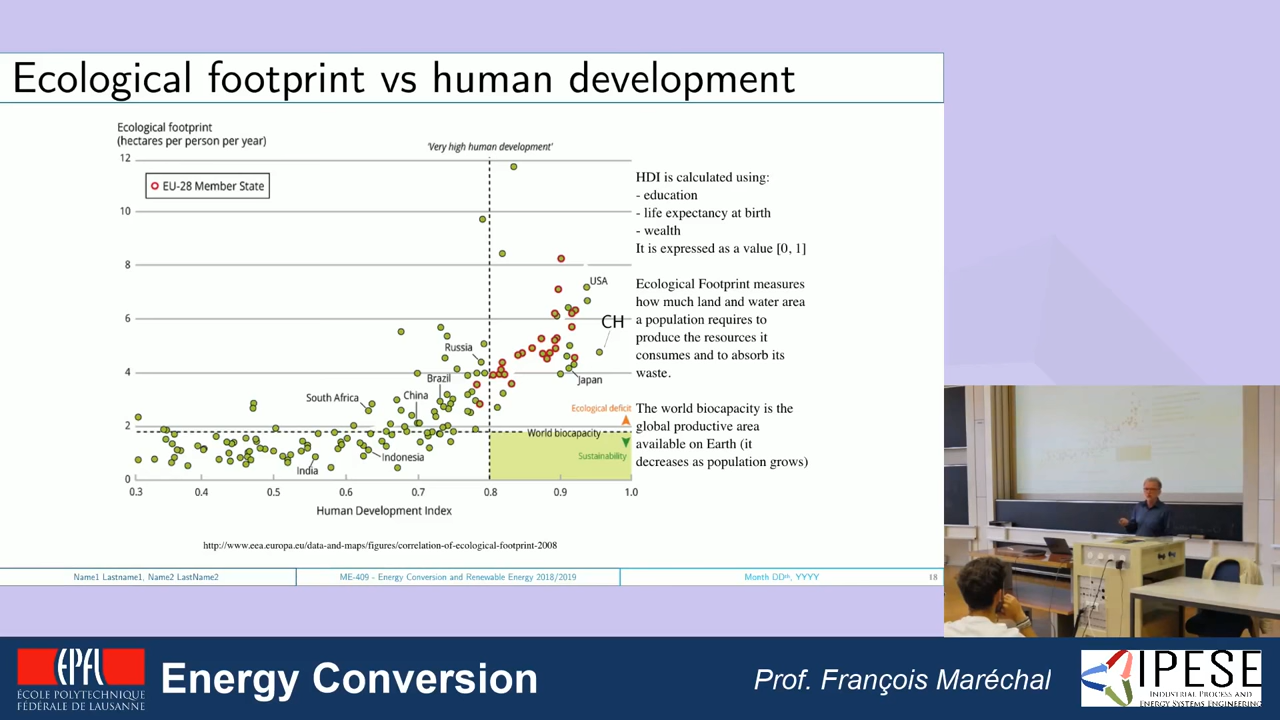 Ecological footprint vs human development
Ecological footprint
(hectares per person per year)
'Very high human development'
12
EU-28 Member State
10
8
6
4
2
0
USA
CH
Russia
Japan
Brazil
South Africa
China
Ecological deficit
World biocapacity
Indonesia
Sustainability
India
0.3
0.4
0.5
0.6
0.7
0.8
0.9
1.0
Human Development Index
HDI is calculated using:
- education
- life expectancy at birth
- wealth
It is expressed as a value [0, 1]
Ecological Footprint measures
how much land and water area
a population requires to
produce the resources it
consumes and to absorb its
waste.
The world biocapacity is the
global productive area
available on Earth (it
decreases as population grows)
http://www.eea.europa.eu/data-and-maps/figures/correlation-of-ecological-footprint-2008
Name1 Lastname1, Name2 LastName2
ME-409 - Energy Conversion and Renewable Energy 2018/2019
Month DDth, YYYY
18
EPFL
ÉCOLE POLYTECHNIQUE
FÉDÉRALE DE LAUSANNE
Energy Conversion
Prof. François Maréchal
IPESE
Industrial Process and
Energy Systems Engineering